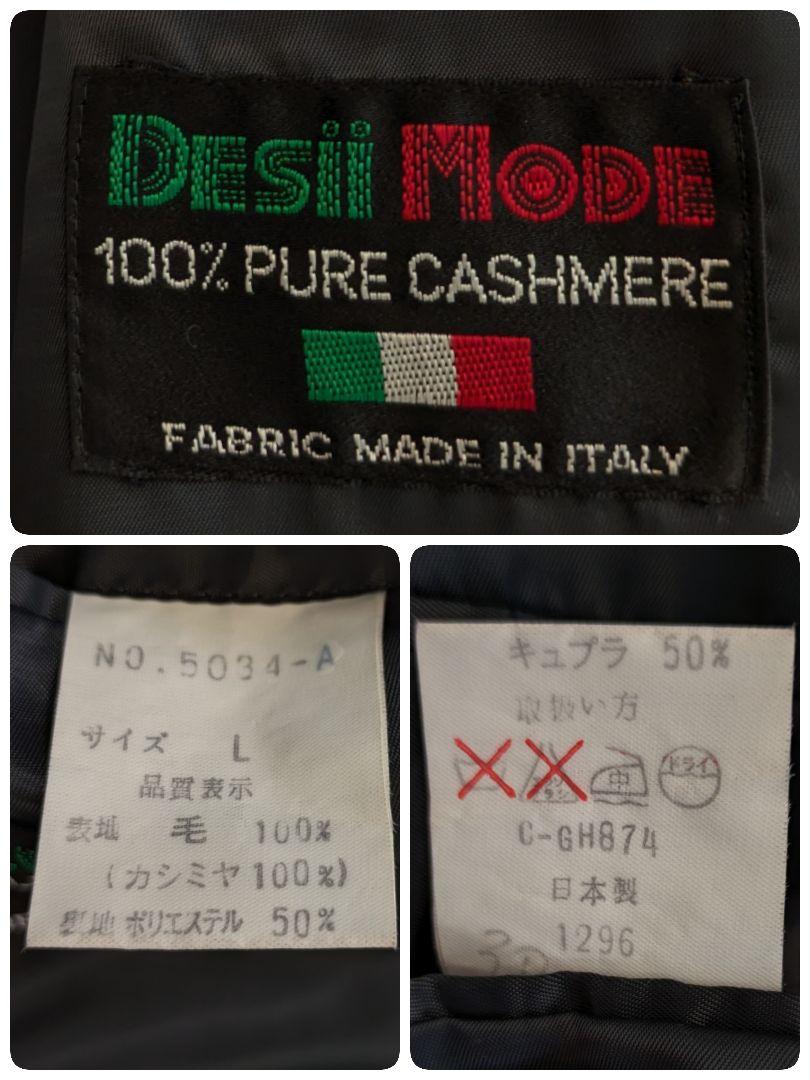 Desii Mode
100% PURE CASHMERE
FABRIC MADE IN ITALY
NO.5034-A
サイズ L
品質表示
表地 毛 100%
(カシミヤ100%)
裏地 ポリエステル 50%
キュプラ 50%
取扱い方
中 ドライ
C-GH874
日本製
1296